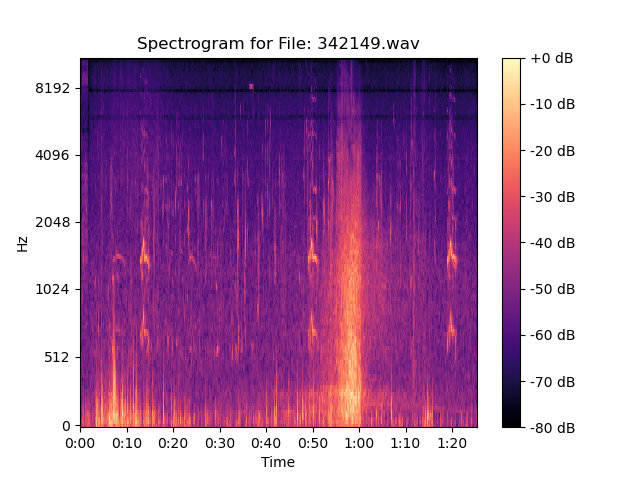 Spectrogram for File: 342149.wav
Hz
8192
4096
2048
1024
512
0
0:00 0:10 0:20 0:30 0:40 0:50 1:00 1:10 1:20
Time
+0 dB
-10 dB
-20 dB
-30 dB
-40 dB
-50 dB
-60 dB
-70 dB
-80 dB